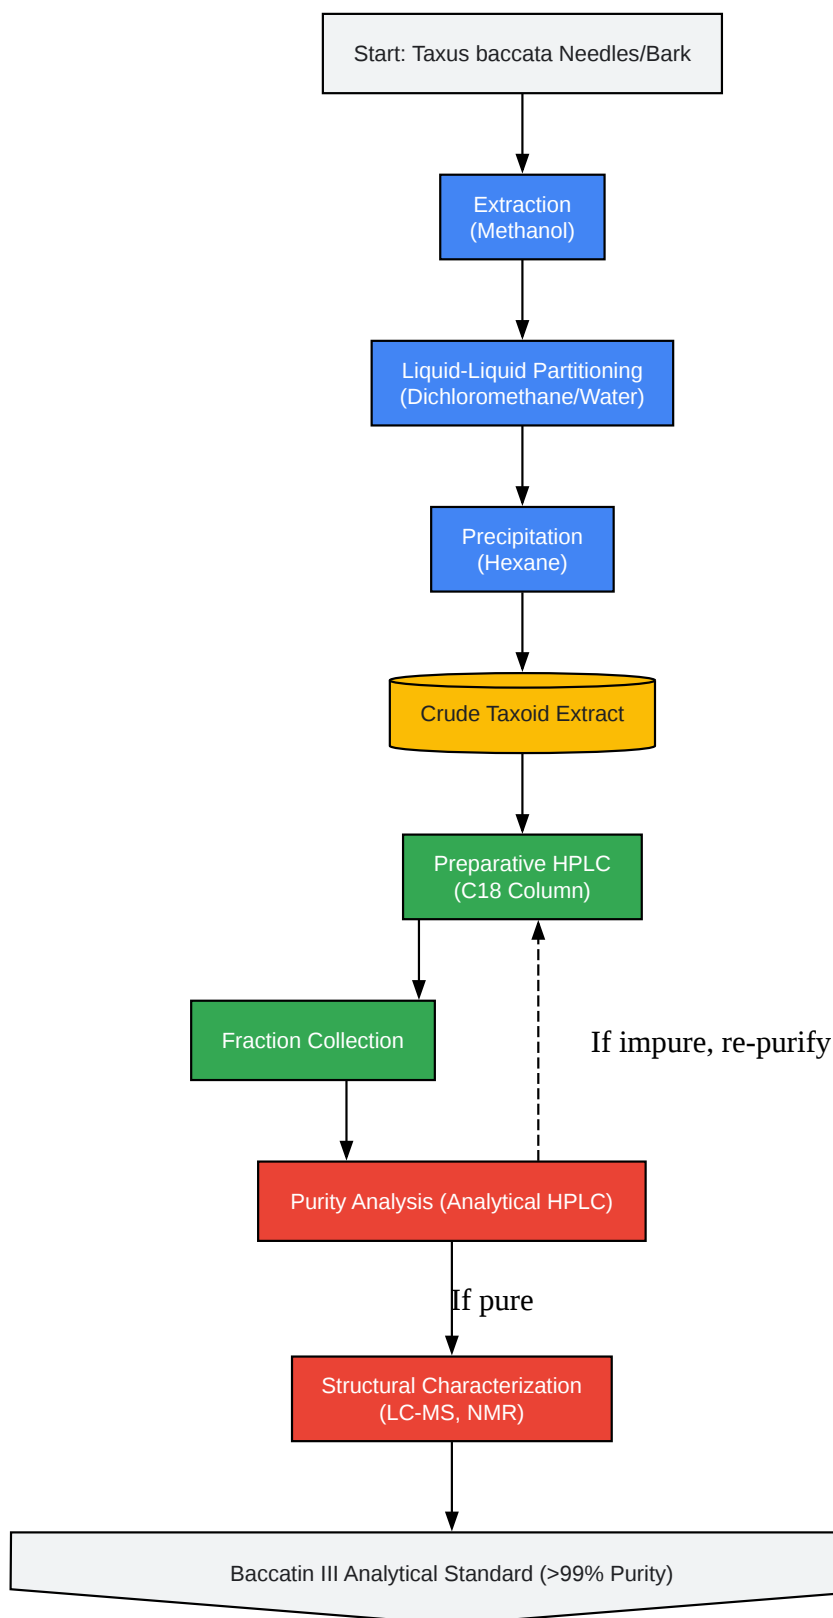 Start: Taxus baccata Needles/Bark
Extraction
(Methanol)
Liquid-Liquid Partitioning
(Dichloromethane/Water)
Precipitation
(Hexane)
Crude Taxoid Extract
Preparative HPLC
(C18 Column)
Fraction Collection
If impure, re-purify
Purity Analysis (Analytical HPLC)
If pure
Structural Characterization
(LC-MS, NMR)
Baccatin III Analytical Standard (>99% Purity)